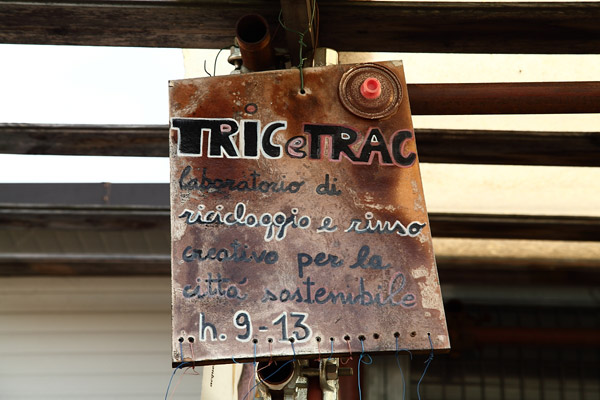 TRIC e TRAC
laboratorio di
riciclaggio e riuso
creativo per la
città sostenibile
h. 9-13